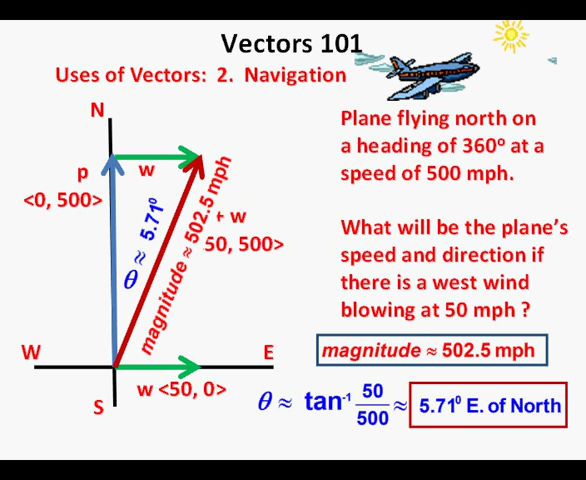 Vectors 101
Uses of Vectors: 2. Navigation
N
p
<0, 500>
w
θ ≈ 5.71⁰
magnitude ≈ 502.5 mph
+ w
50, 500>
W
E
S
w <50, 0>
Plane flying north on
a heading of 360° at a
speed of 500 mph.
What will be the plane's
speed and direction if
there is a west wind
blowing at 50 mph ?
magnitude ≈ 502.5 mph
θ ≈ tan⁻¹ 50/500 ≈ 5.71⁰ E. of North